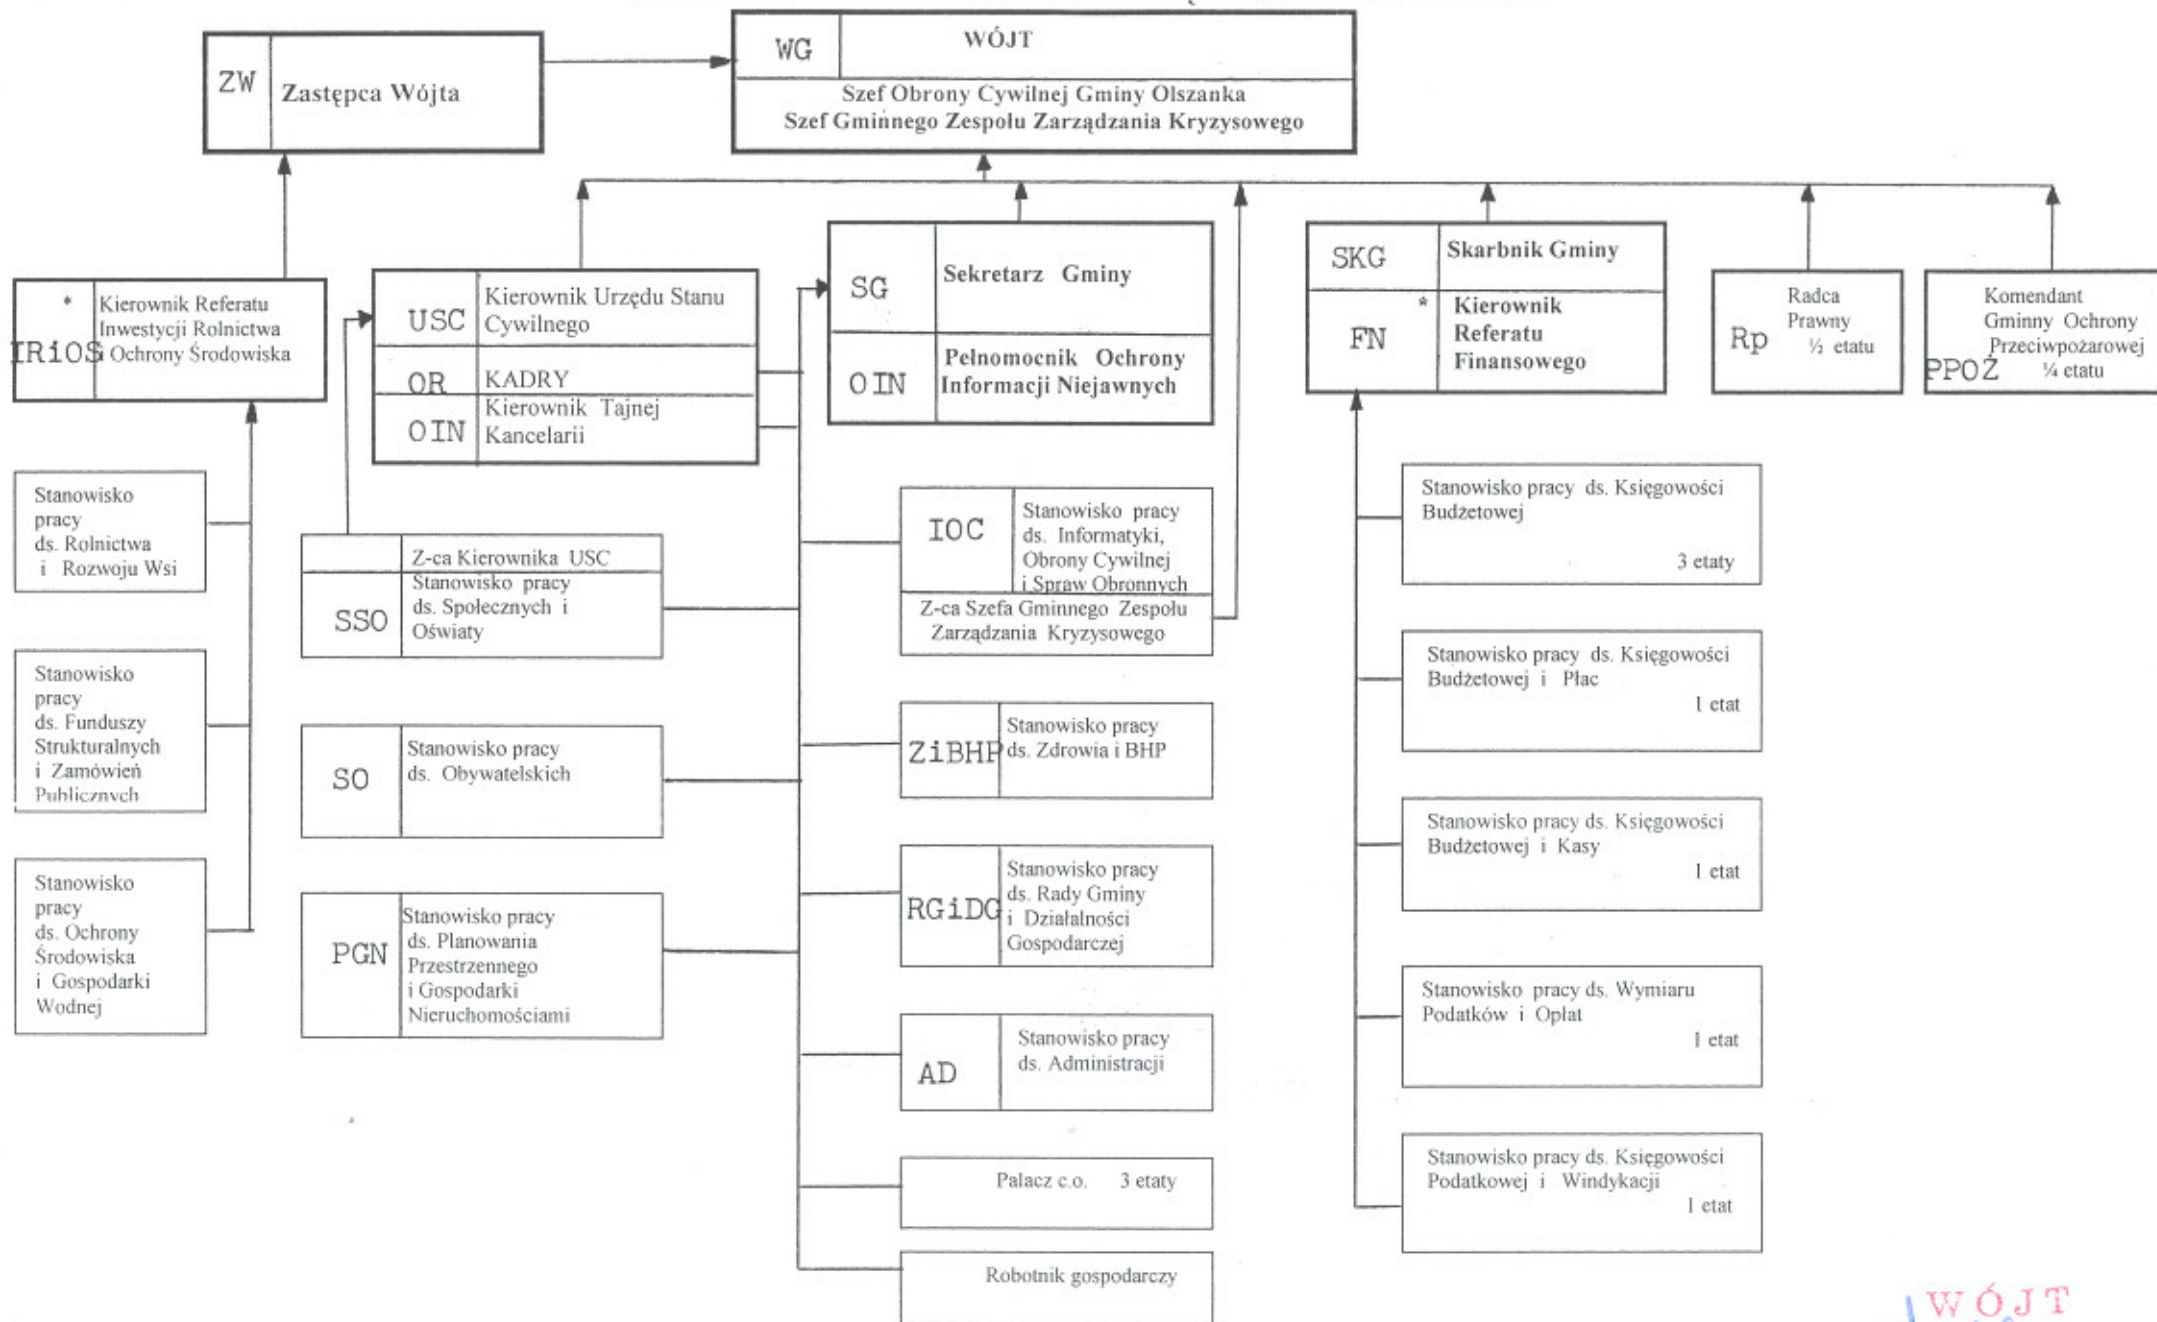 WG
WÓJT
Szef Obrony Cywilnej Gminy Olszanka
Szef Gminnego Zespołu Zarządzania Kryzysowego
ZW
Zastępca Wójta
*
IRiOS
Kierownik Referatu
Inwestycji Rolnictwa
i Ochrony Środowiska
USC
Kierownik Urzędu Stanu
Cywilnego
OR
KADRY
OIN
Kierownik Tajnej
Kancelarii
SG
Sekretarz Gminy
OIN
Pełnomocnik Ochrony
Informacji Niejawnych
SKG
Skarbnik Gminy
*
FN
Kierownik
Referatu
Finansowego
Rp
Radca
Prawny
½ etatu
PPOŻ
Komendant
Gminny Ochrony
Przeciwpożarowej
¼ etatu
Stanowisko
pracy
ds. Rolnictwa
i Rozwoju Wsi
Stanowisko
pracy
ds. Funduszy
Strukturalnych
i Zamówień
Publicznych
Stanowisko
pracy
ds. Ochrony
Środowiska
i Gospodarki
Wodnej
Z-ca Kierownika USC
SSO
Stanowisko pracy
ds. Społecznych i
Oświaty
SO
Stanowisko pracy
ds. Obywatelskich
PGN
Stanowisko pracy
ds. Planowania
Przestrzennego
i Gospodarki
Nieruchomościami
IOC
Stanowisko pracy
ds. Informatyki,
Obrony Cywilnej
i Spraw Obronnych
Z-ca Szefa Gminnego Zespołu
Zarządzania Kryzysowego
ZiBHP
Stanowisko pracy
ds. Zdrowia i BHP
RGiDG
Stanowisko pracy
ds. Rady Gminy
i Działalności
Gospodarczej
AD
Stanowisko pracy
ds. Administracji
Palacz c.o. 3 etaty
Robotnik gospodarczy
Stanowisko pracy ds. Księgowości
Budżetowej
3 etaty
Stanowisko pracy ds. Księgowości
Budżetowej i Płac
1 etat
Stanowisko pracy ds. Księgowości
Budżetowej i Kasy
1 etat
Stanowisko pracy ds. Wymiaru
Podatków i Opłat
1 etat
Stanowisko pracy ds. Księgowości
Podatkowej i Windykacji
1 etat
WÓJT